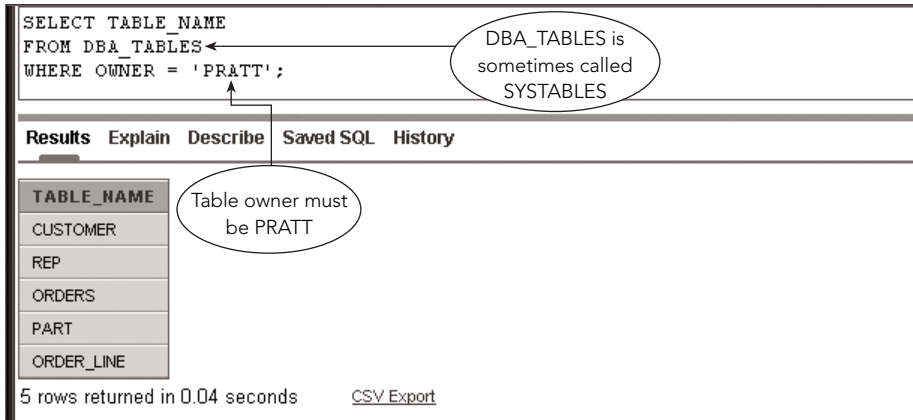 SELECT TABLE_NAME
FROM DBA_TABLES
WHERE OWNER = 'PRATT';
DBA_TABLES is
sometimes called
SYSTABLES
Results Explain Describe Saved SQL History
Table owner must
be PRATT
TABLE_NAME
CUSTOMER
REP
ORDERS
PART
ORDER_LINE
5 rows returned in 0.04 seconds CSV Export